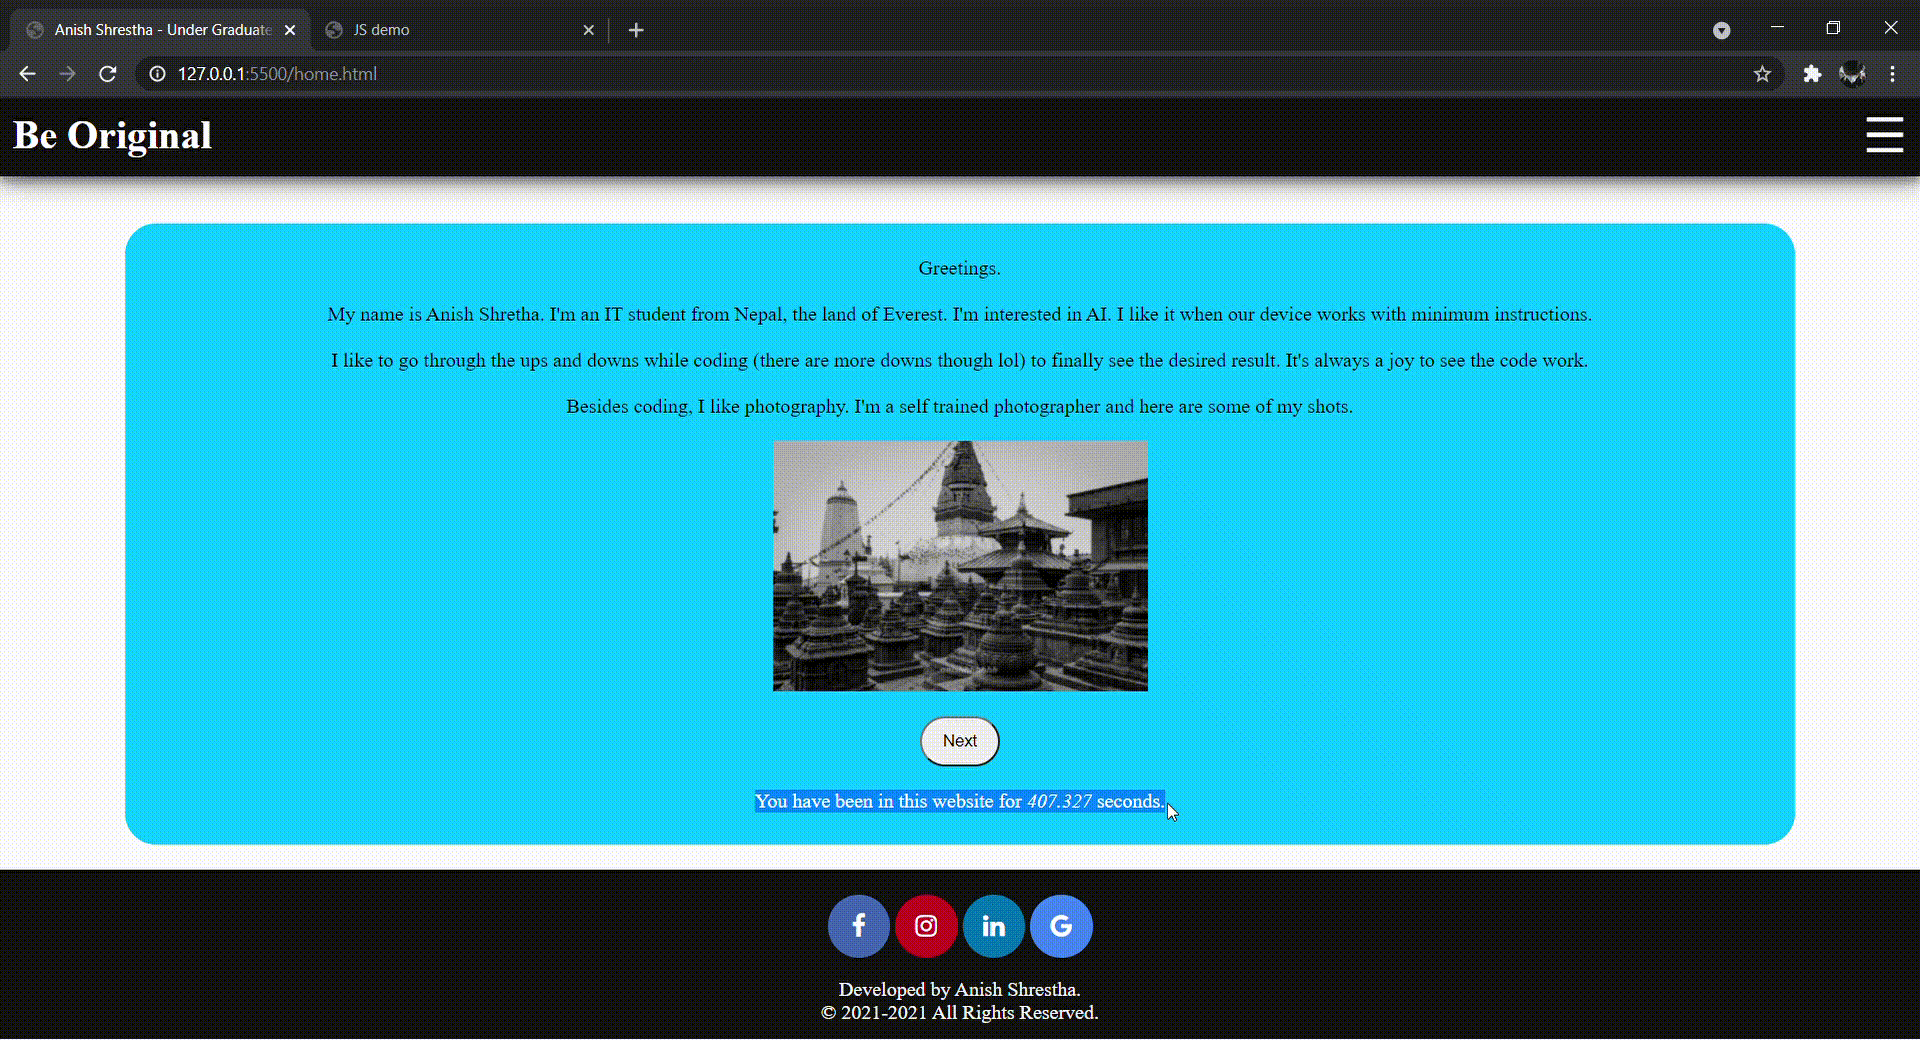 Anish Shrestha - Under Graduate
JS demo
127.0.0.1:5500/home.html
Be Original
Greetings.
My name is Anish Shretha. I'm an IT student from Nepal, the land of Everest. I'm interested in AI. I like it when our device works with minimum instructions.
I like to go through the ups and downs while coding (there are more downs though lol) to finally see the desired result. It's always a joy to see the code work.
Besides coding, I like photography. I'm a self trained photographer and here are some of my shots.
Next
You have been in this website for 407.327 seconds.
f
in
G
Developed by Anish Shrestha.
© 2021-2021 All Rights Reserved.